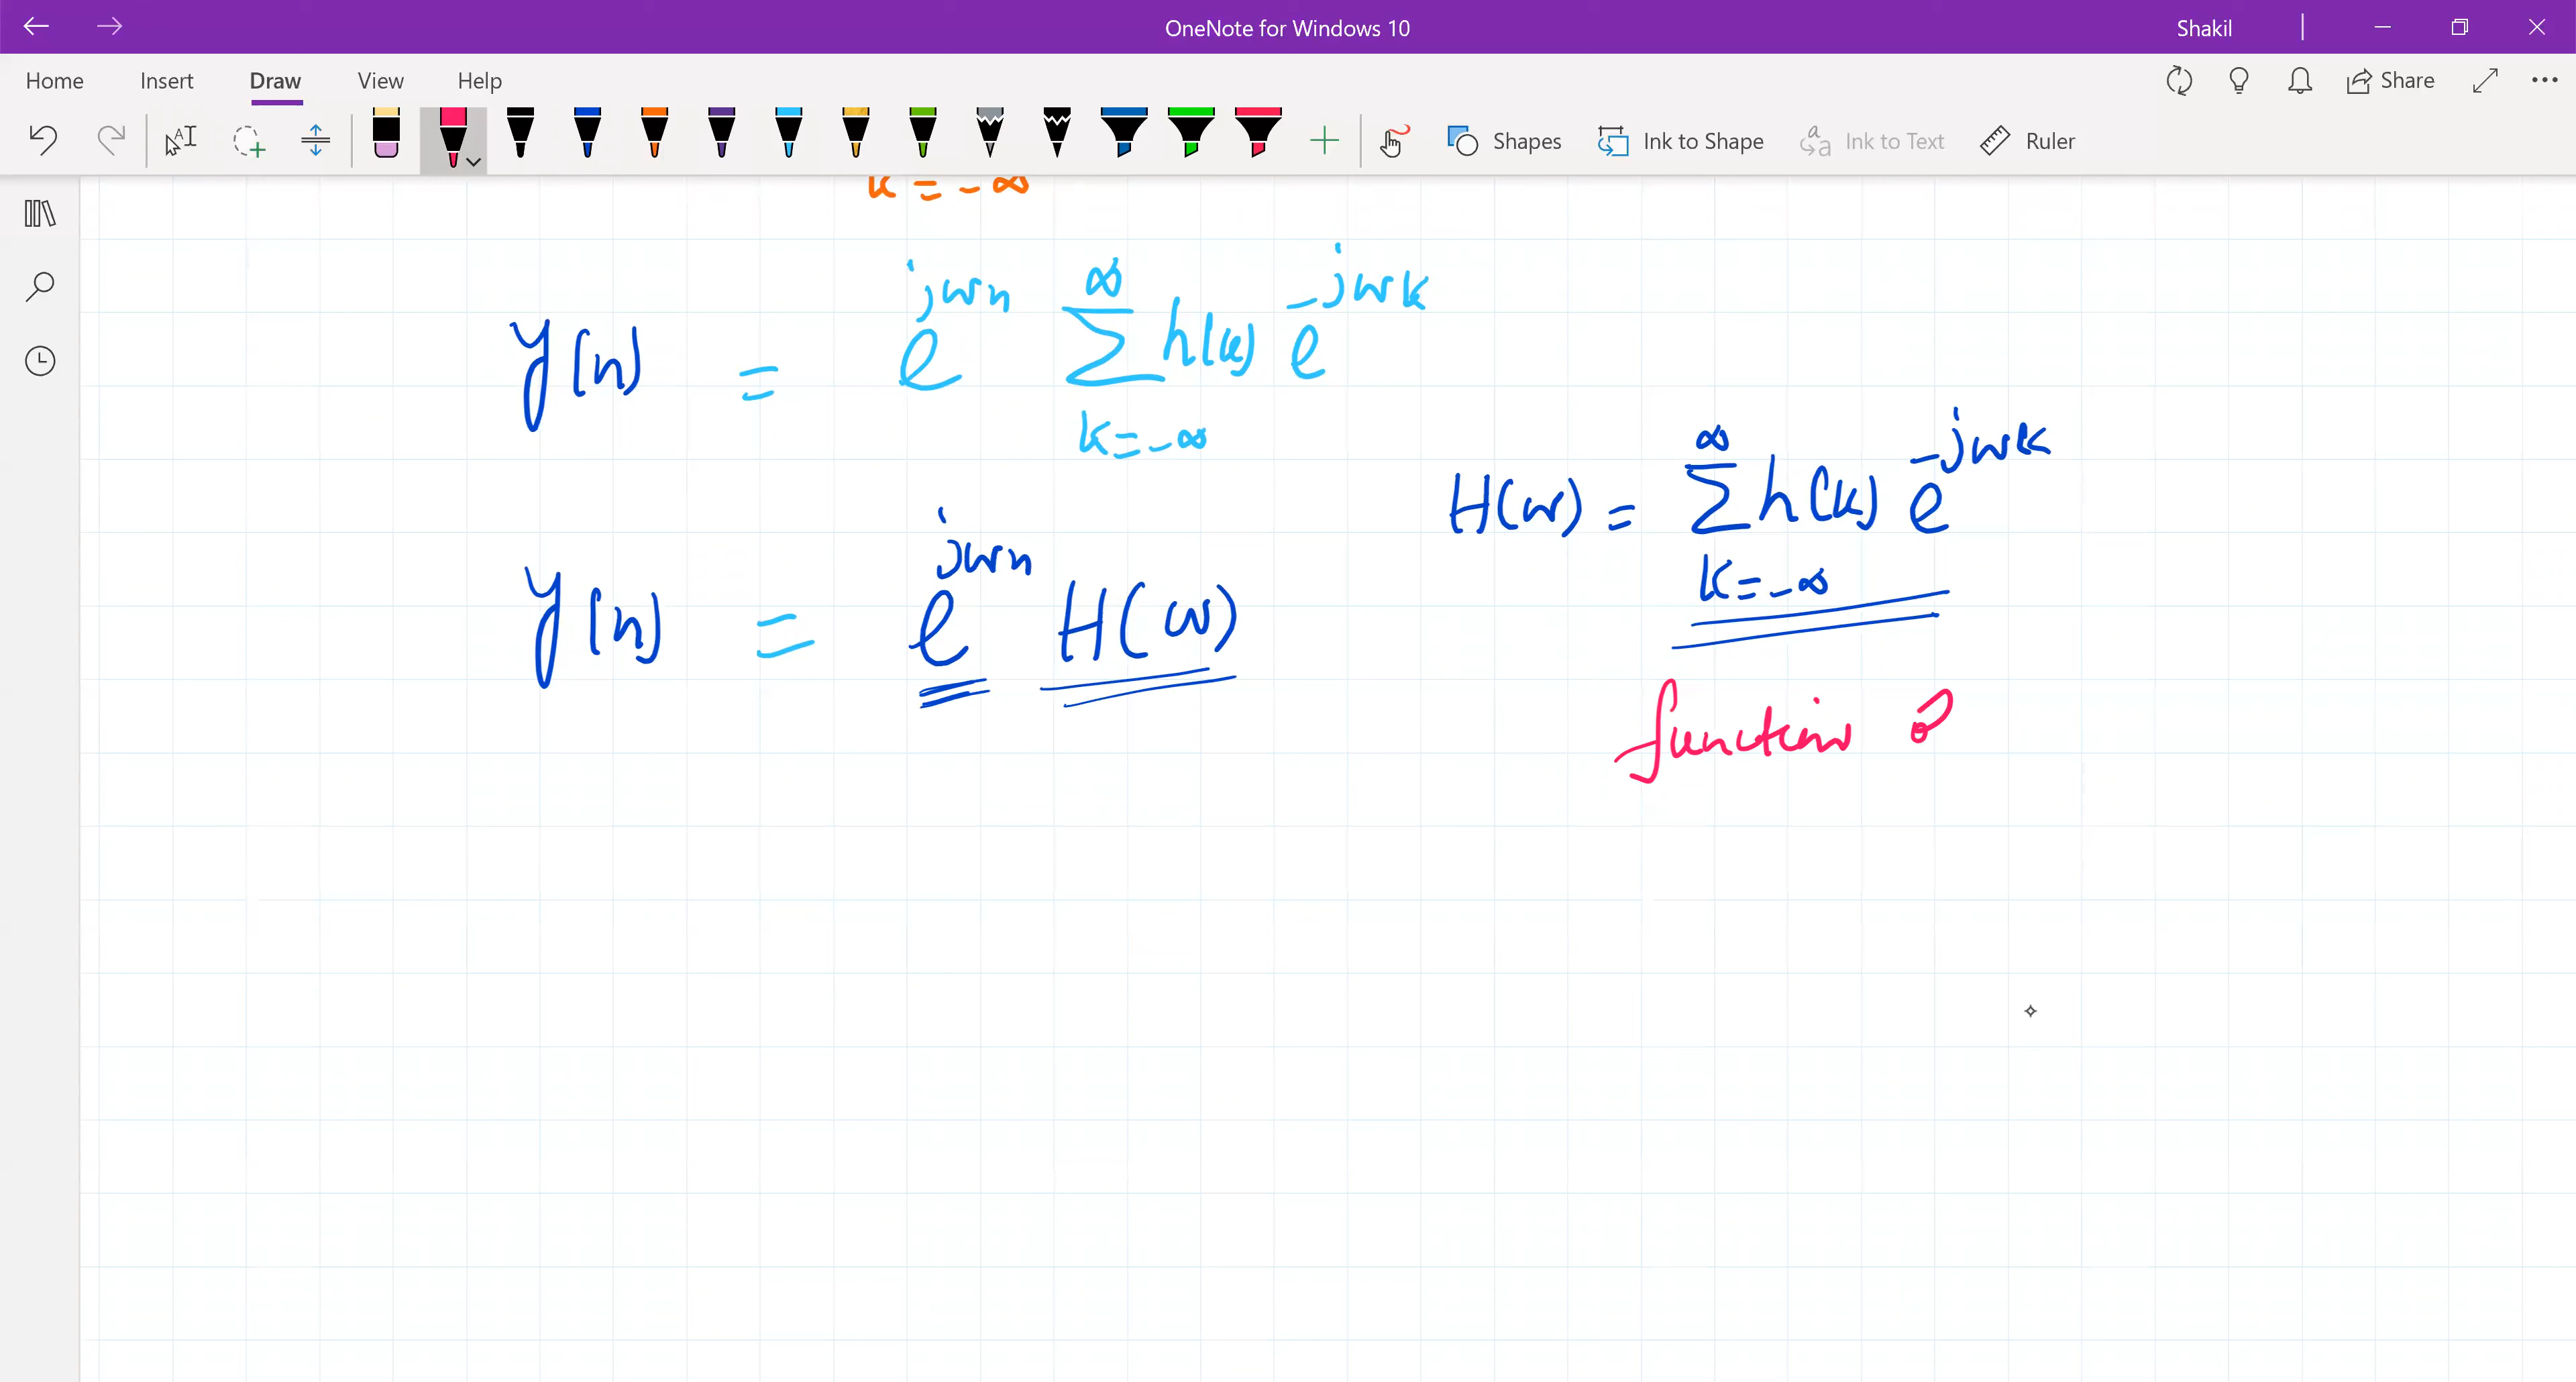 OneNote for Windows 10
Shakil
Home Insert Draw View Help
Share
Shapes Ink to Shape Ink to Text Ruler
k = -∞
y[n] = e^{jωn} ∑_{k=-∞}^{∞} h(k) e^{-jωk}
H(ω) = ∑_{k=-∞}^{∞} h(k) e^{-jωk}
y[n] = e^{jωn} H(ω)
function of